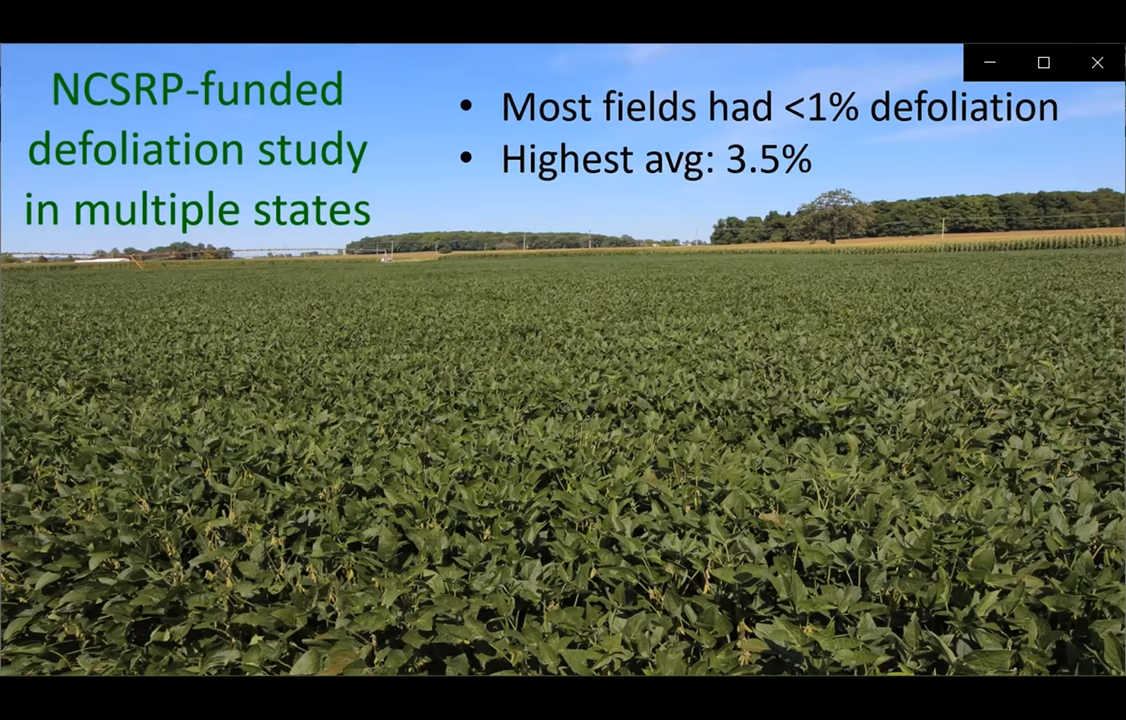 NCSRP-funded
defoliation study
in multiple states
• Most fields had <1% defoliation
• Highest avg: 3.5%